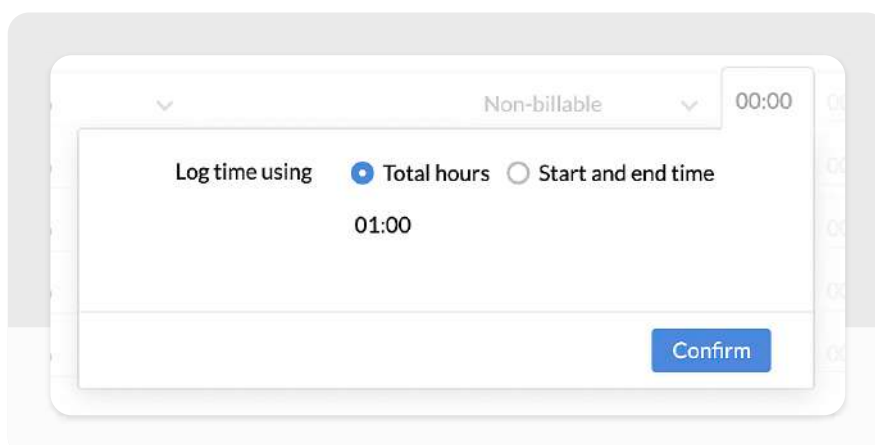 Non-billable 00:00
Log time using Total hours Start and end time
01:00
Confirm